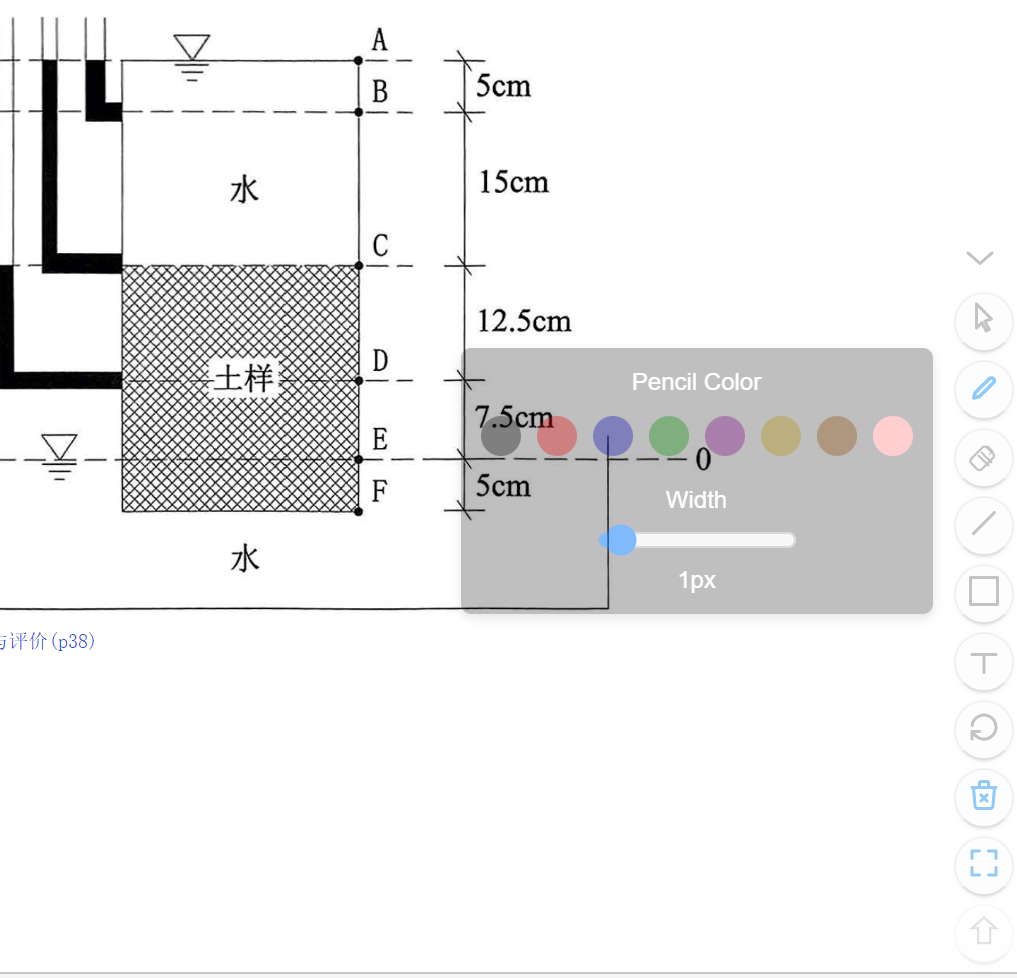 A
5cm
B
15cm
水
C
12.5cm
D
土样
Pencil Color
7.5cm
E
0
F
5cm
Width
水
1px
与评价(p38)